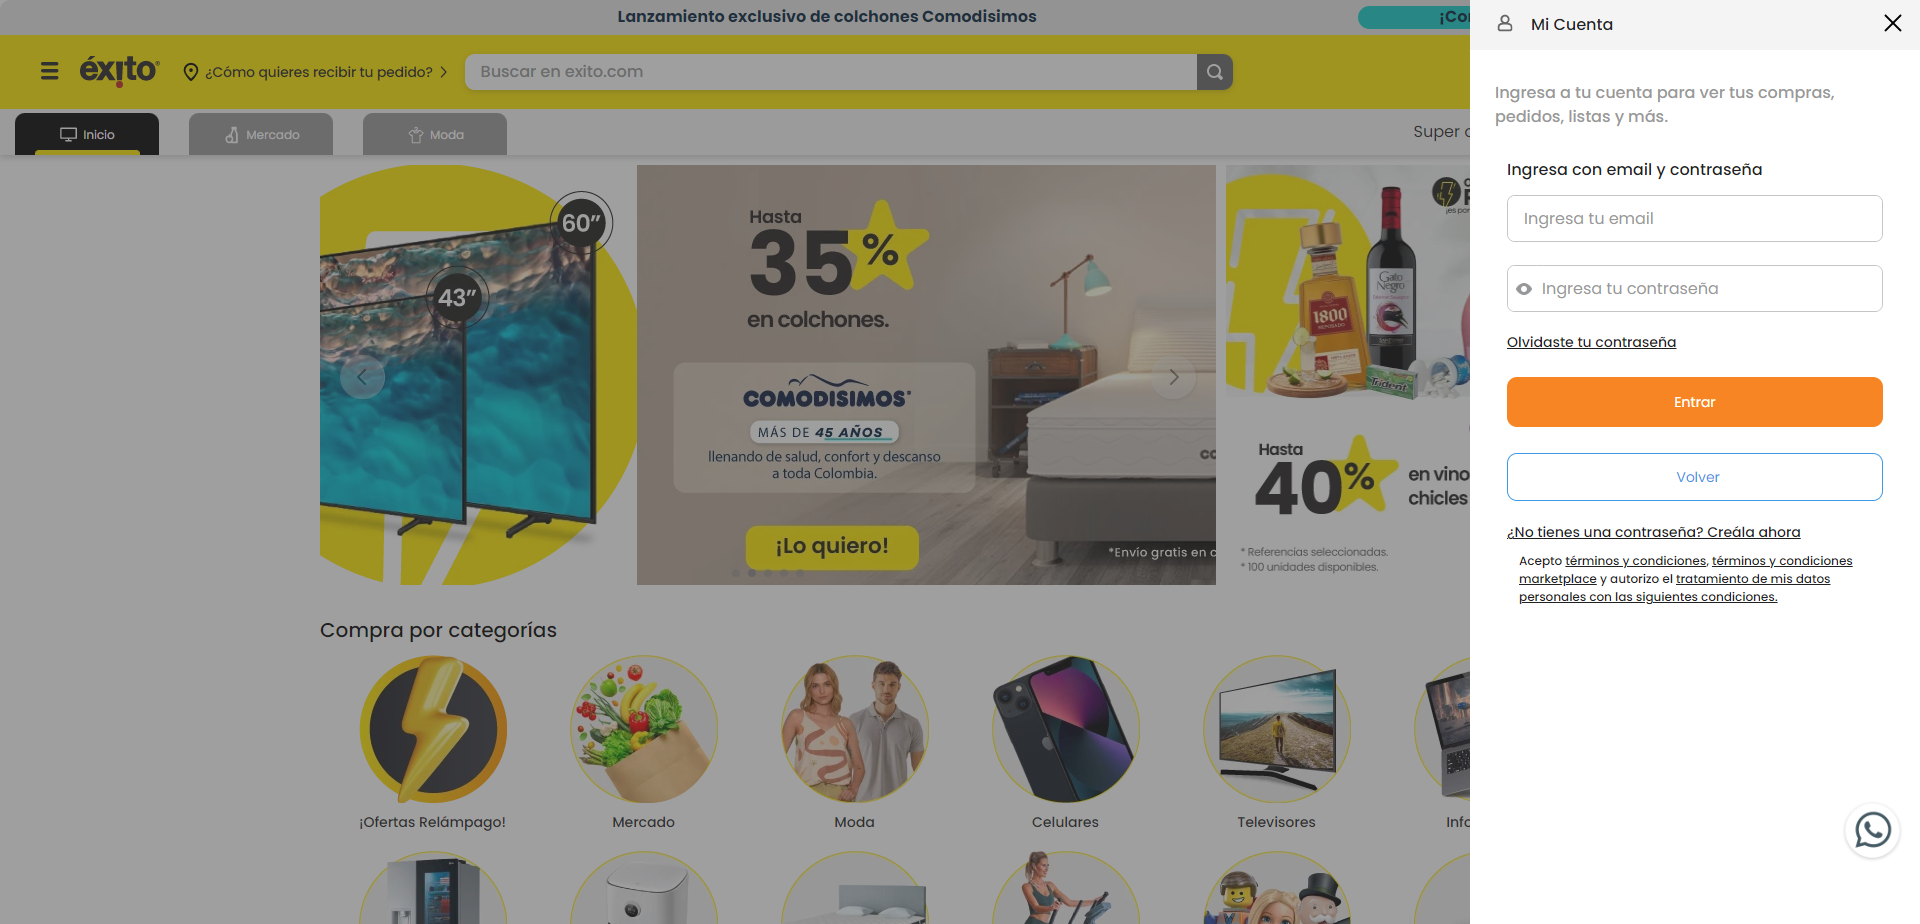 Lanzamiento exclusivo de colchones Comodisimos
Mi Cuenta
éxito
¿Cómo quieres recibir tu pedido?
Buscar en exito.com
Inicio
Mercado
Moda
Super
Ingresa a tu cuenta para ver tus compras,
pedidos, listas y más.
Ingresa con email y contraseña
Ingresa tu email
Ingresa tu contraseña
Olvidaste tu contraseña
Entrar
Volver
¿No tienes una contraseña? Creála ahora
Acepto términos y condiciones, términos y condiciones
marketplace y autorizo el tratamiento de mis datos
personales con las siguientes condiciones.
60”
43”
Hasta
35%
en colchones.
COMODISIMOS
MÁS DE 45 AÑOS
llenando de salud, confort y descanso
a toda Colombia.
¡Lo quiero!
*Envío gratis en c
Gato
Negro
1800
Trident
Hasta
40%
en vino
chicles
* Referencias seleccionadas.
* 100 unidades disponibles.
Compra por categorías
¡Ofertas Relámpago!
Mercado
Moda
Celulares
Televisores